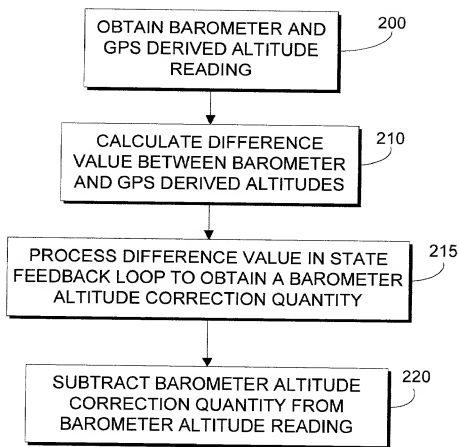 OBTAIN BAROMETER AND
GPS DERIVED ALTITUDE
READING
200
CALCULATE DIFFERENCE
VALUE BETWEEN BAROMETER
AND GPS DERIVED ALTITUDES
210
PROCESS DIFFERENCE VALUE IN STATE
FEEDBACK LOOP TO OBTAIN A BAROMETER
ALTITUDE CORRECTION QUANTITY
215
SUBTRACT BAROMETER ALTITUDE
CORRECTION QUANTITY FROM
BAROMETER ALTITUDE READING
220